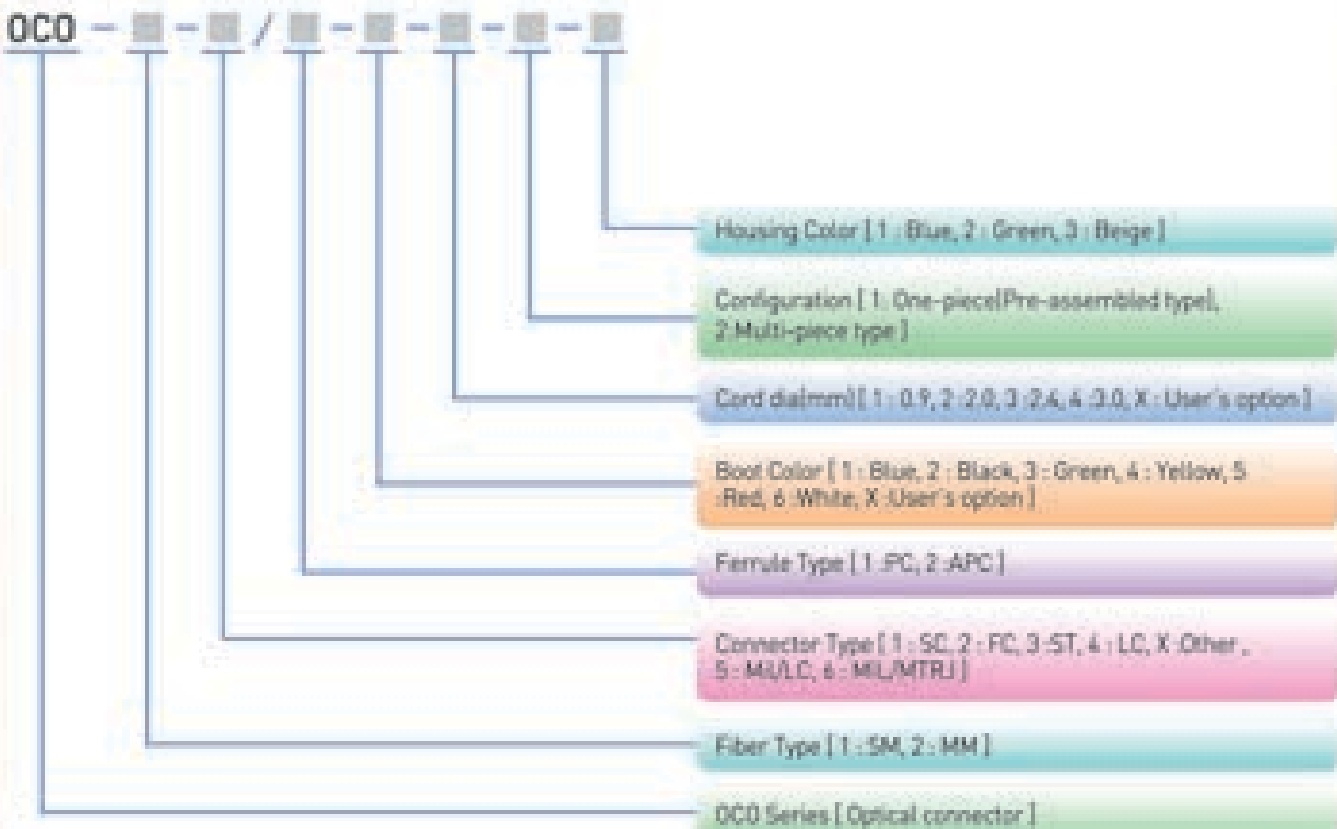 OCO - ■ - ■ / ■ - ■ - ■ - ■ - ■
Housing Color [ 1 : Blue, 2 : Green, 3 : Beige ]
Configuration [ 1: One-piece(Pre-assembled type),
2:Multi-piece type ]
Cord dia(mm) [ 1 : 0.9, 2 :2.0, 3 :2.4, 4 :3.0, X : User's option ]
Boot Color [ 1 : Blue, 2 : Black, 3 : Green, 4 : Yellow, 5
:Red, 6 :White, X :User's option ]
Ferrule Type [ 1 :PC, 2 :APC ]
Connector Type [ 1 : SC, 2 : FC, 3 :ST, 4 : LC, X :Other ,
5 : MIL/LC, 6 : MIL/MTRJ ]
Fiber Type [ 1 : SM, 2 : MM ]
OCO Series [ Optical connector ]